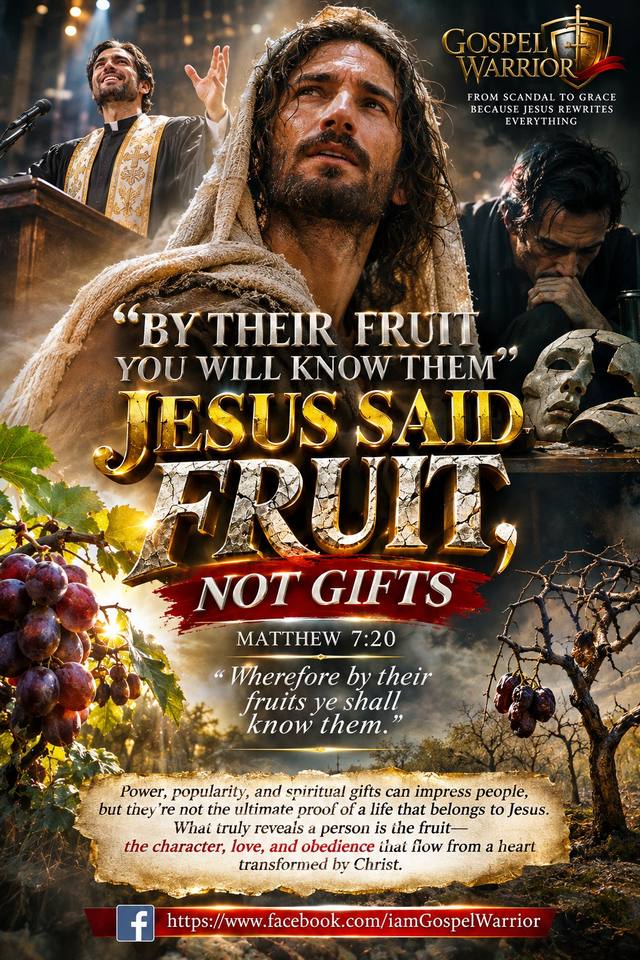 GOSPEL
WARRIOR
FROM SCANDAL TO GRACE
BECAUSE JESUS REWRITES
EVERYTHING
“BY THEIR FRUIT
YOU WILL KNOW THEM”
JESUS SAID
FRUIT,
NOT GIFTS
MATTHEW 7:20
“Wherefore by their
fruits ye shall
know them.”
Power, popularity, and spiritual gifts can impress people,
but they’re not the ultimate proof of a life that belongs to Jesus.
What truly reveals a person is the fruit—
the character, love, and obedience that flow from a heart
transformed by Christ.
f https://www.facebook.com/iamGospelWarrior